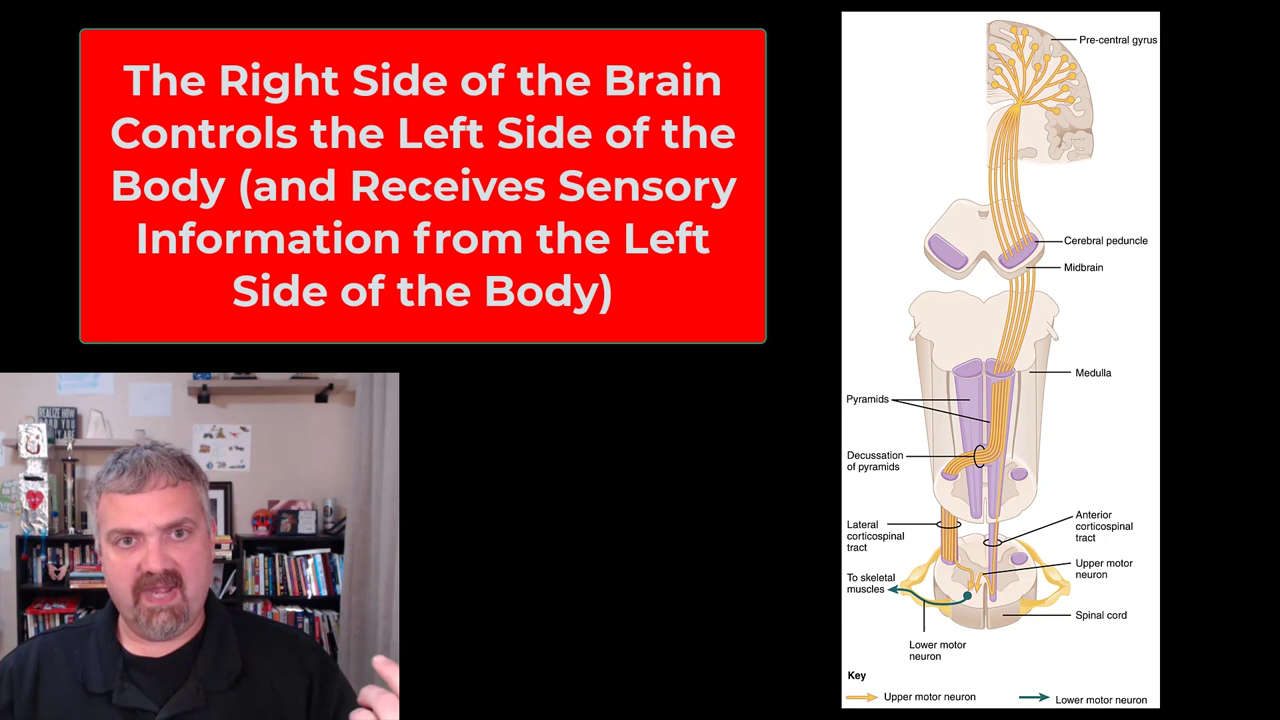 The Right Side of the Brain
Controls the Left Side of the
Body (and Receives Sensory
Information from the Left
Side of the Body)
Pre-central gyrus
Cerebral peduncle
Midbrain
Medulla
Pyramids
Decussation
of pyramids
Lateral
corticospinal
tract
Anterior
corticospinal
tract
To skeletal
muscles
Upper motor
neuron
Spinal cord
Lower motor
neuron
Key
Upper motor neuron
Lower motor neuron
REALIZE HOW